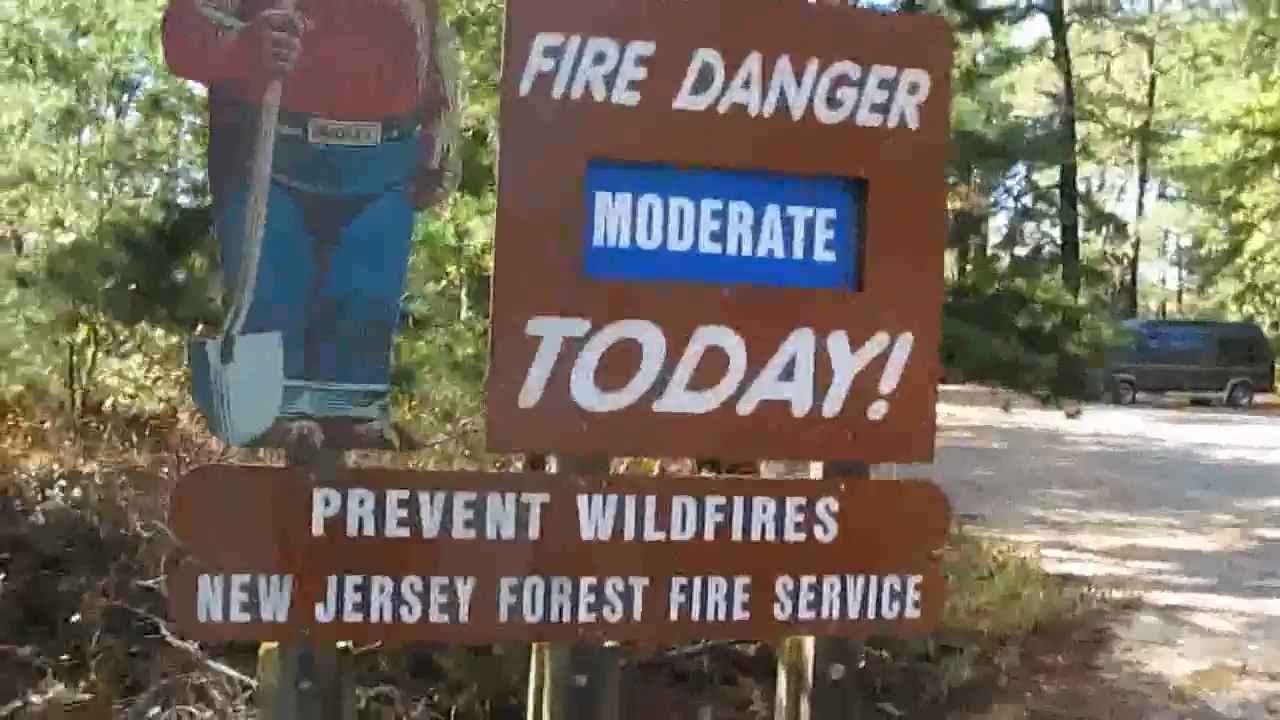 FIRE DANGER
MODERATE
TODAY!
PREVENT WILDFIRES
NEW JERSEY FOREST FIRE SERVICE